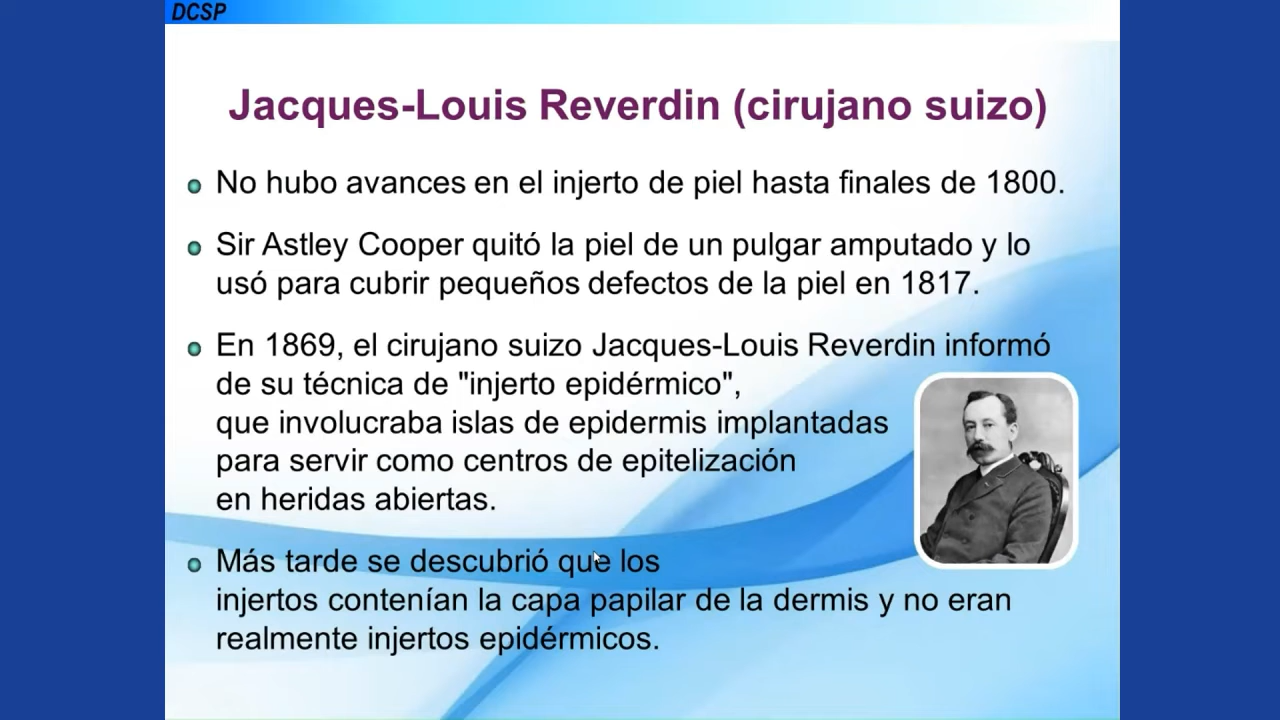 DCSP
Jacques-Louis Reverdin (cirujano suizo)
No hubo avances en el injerto de piel hasta finales de 1800.
Sir Astley Cooper quitó la piel de un pulgar amputado y lo
usó para cubrir pequeños defectos de la piel en 1817.
En 1869, el cirujano suizo Jacques-Louis Reverdin informó
de su técnica de "injerto epidérmico",
que involucraba islas de epidermis implantadas
para servir como centros de epitelización
en heridas abiertas.
Más tarde se descubrió que los
injertos contenían la capa papilar de la dermis y no eran
realmente injertos epidérmicos.